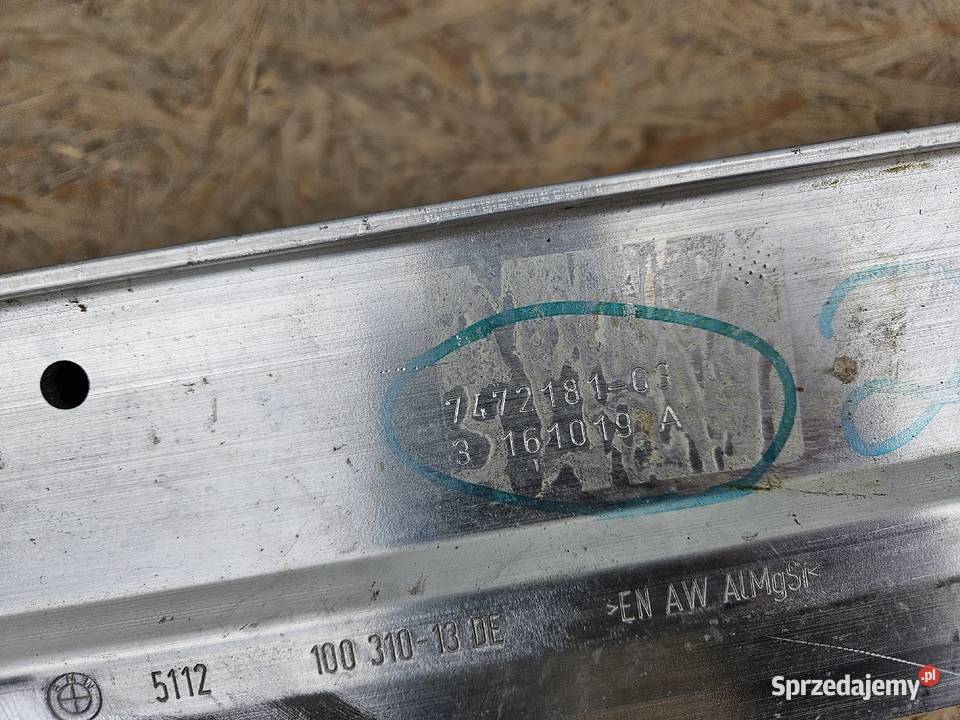 7472181-03
3 161019 A
>EN AW AlMgSi<
5112 100 310-13 DE
Sprzedajemy.pl